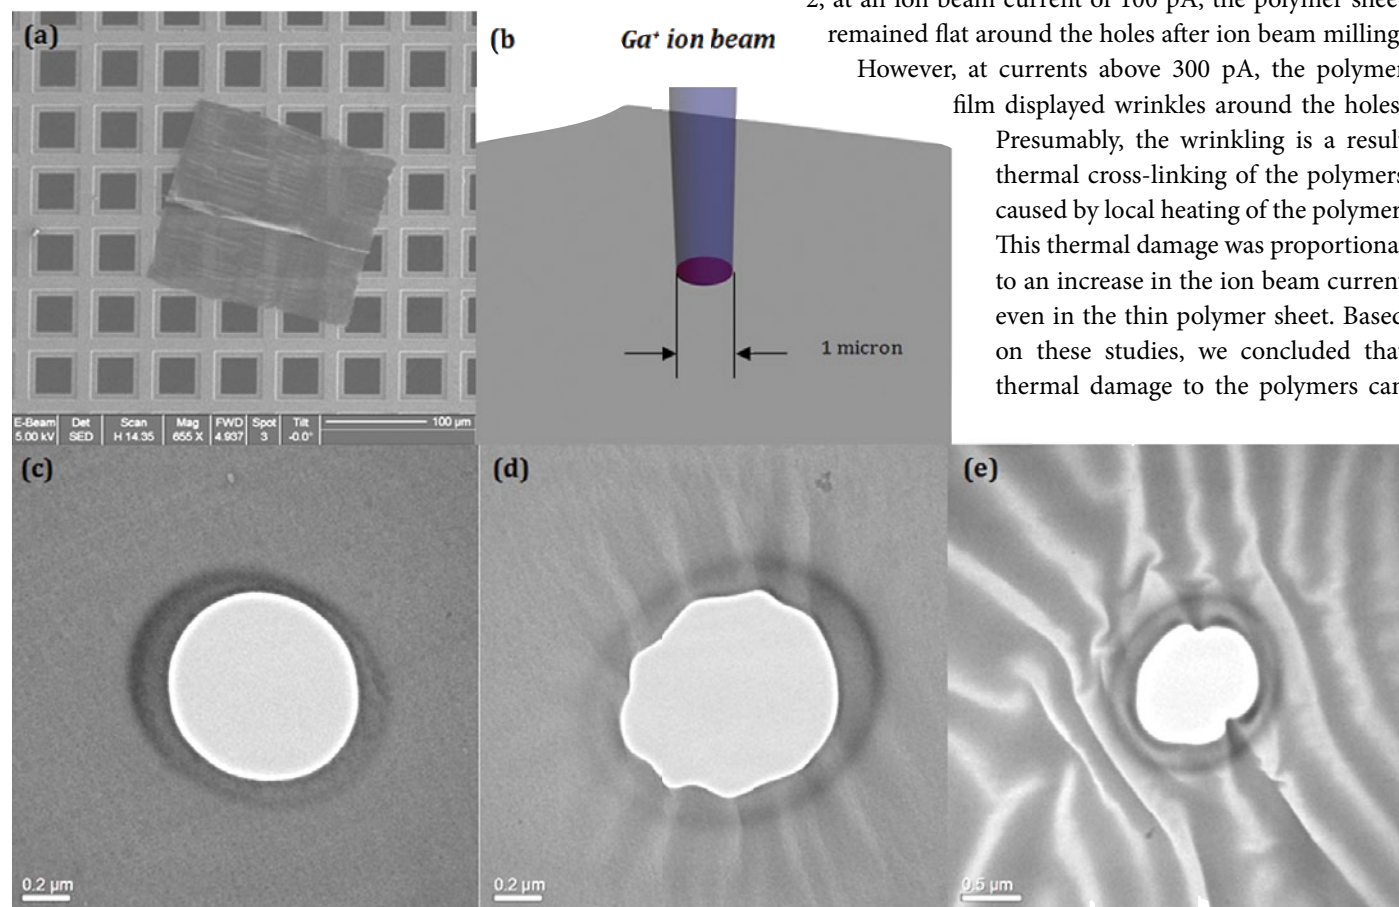 2, at an ion beam current of 100 pA, the polymer shee
remained flat around the holes after ion beam milling
However, at currents above 300 pA, the polymer
film displayed wrinkles around the holes
Presumably, the wrinkling is a resul
thermal cross-linking of the polymers
caused by local heating of the polymer
This thermal damage was proportiona
to an increase in the ion beam current
even in the thin polymer sheet. Based
on these studies, we concluded tha
thermal damage to the polymers can
(a)
E-Beam Det Scan Mag FWD Spot Tilt 100 µm
5.00 kV SED H 14.35 655 X 4.937 3 -0.0°
(b
Ga⁺ ion beam
1 micron
(c)
0.2 µm
(d)
0.2 µm
(e)
0.5 µm